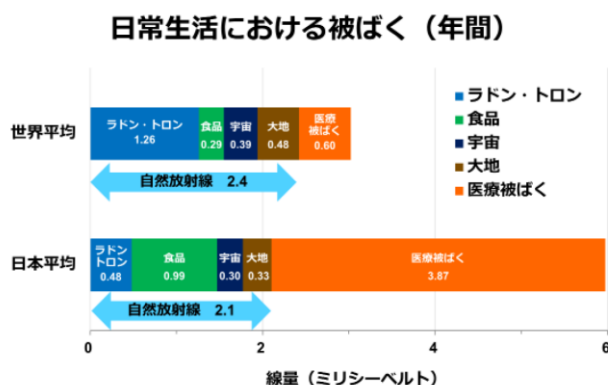 日常生活における被ばく（年間）
世界平均
ラドン・トロン
1.26
食品
0.29
宇宙
0.39
大地
0.48
医療
被ばく
0.60
自然放射線 2.4
ラドン・トロン
食品
宇宙
大地
医療被ばく
日本平均
ラドン
トロン
0.48
食品
0.99
宇宙
0.30
大地
0.33
医療被ばく
3.87
自然放射線 2.1
0 2 4 6
線量（ミリシーベルト）